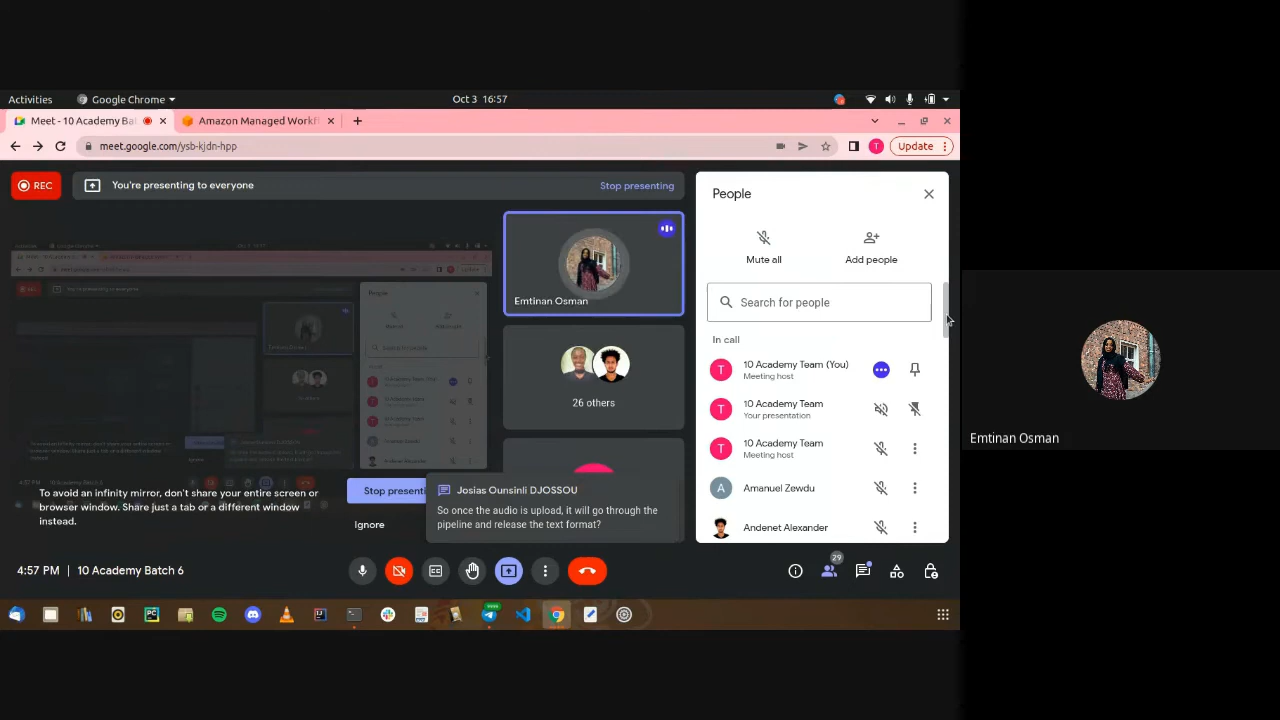 Activities
Google Chrome
Oct 3 16:57
Meet - 10 Academy Bat
Amazon Managed Workf
meet.google.com/ysb-kjdn-hpp
Update
REC
You're presenting to everyone
Stop presenting
Emtinan Osman
26 others
To avoid an infinity mirror, don't share your entire screen or
browser window. Share just a tab or a different window
instead.
Stop presenti
Ignore
Josias Ounsinli DJOSSOU
So once the audio is upload, it will go through the
pipeline and release the text format?
People
Mute all
Add people
Search for people
In call
T
10 Academy Team (You)
Meeting host
T
10 Academy Team
Your presentation
T
10 Academy Team
Meeting host
A
Amanuel Zewdu
Andenet Alexander
4:57 PM | 10 Academy Batch 6
29
Emtinan Osman